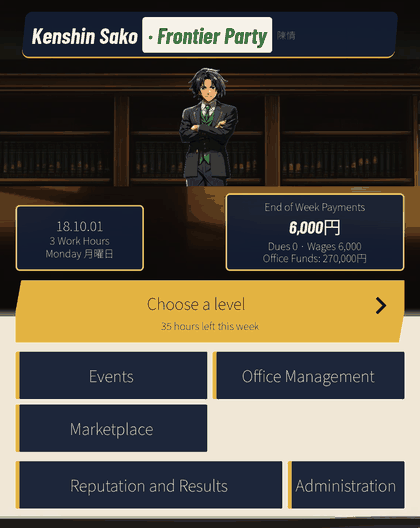 Kenshin Sako · Frontier Party 陳情
18.10.01
3 Work Hours
Monday 月曜日
End of Week Payments
6,000円
Dues 0 · Wages 6,000
Office Funds: 270,000円
Choose a level
35 hours left this week
Events
Office Management
Marketplace
Reputation and Results
Administration